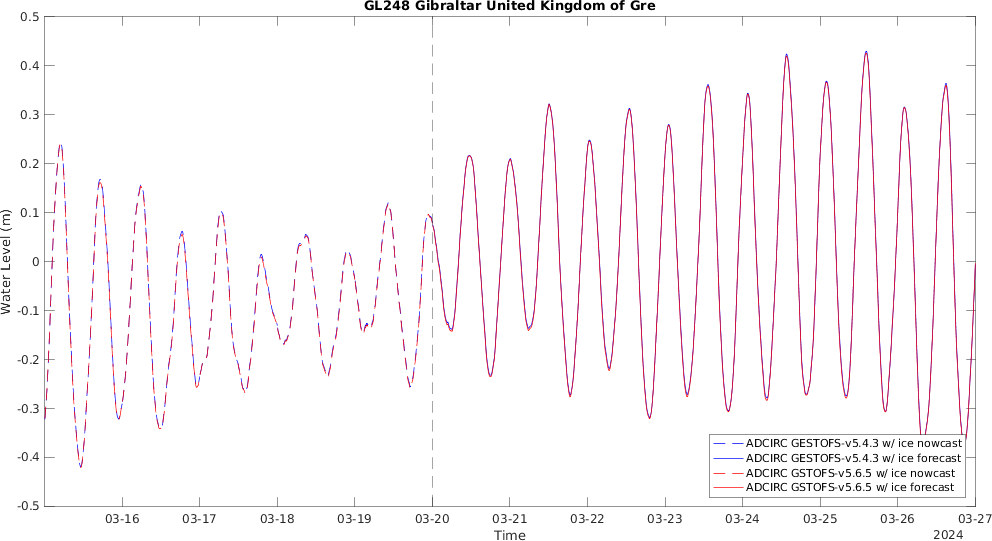 GL248 Gibraltar United Kingdom of Gre
0.5
0.4
0.3
0.2
0.1
0
-0.1
-0.2
-0.3
-0.4
-0.5
Water Level (m)
ADCIRC GESTOFS-v5.4.3 w/ ice nowcast
ADCIRC GESTOFS-v5.4.3 w/ ice forecast
ADCIRC GSTOFS-v5.6.5 w/ ice nowcast
ADCIRC GSTOFS-v5.6.5 w/ ice forecast
03-16 03-17 03-18 03-19 03-20 03-21 03-22 03-23 03-24 03-25 03-26 03-27
Time
2024